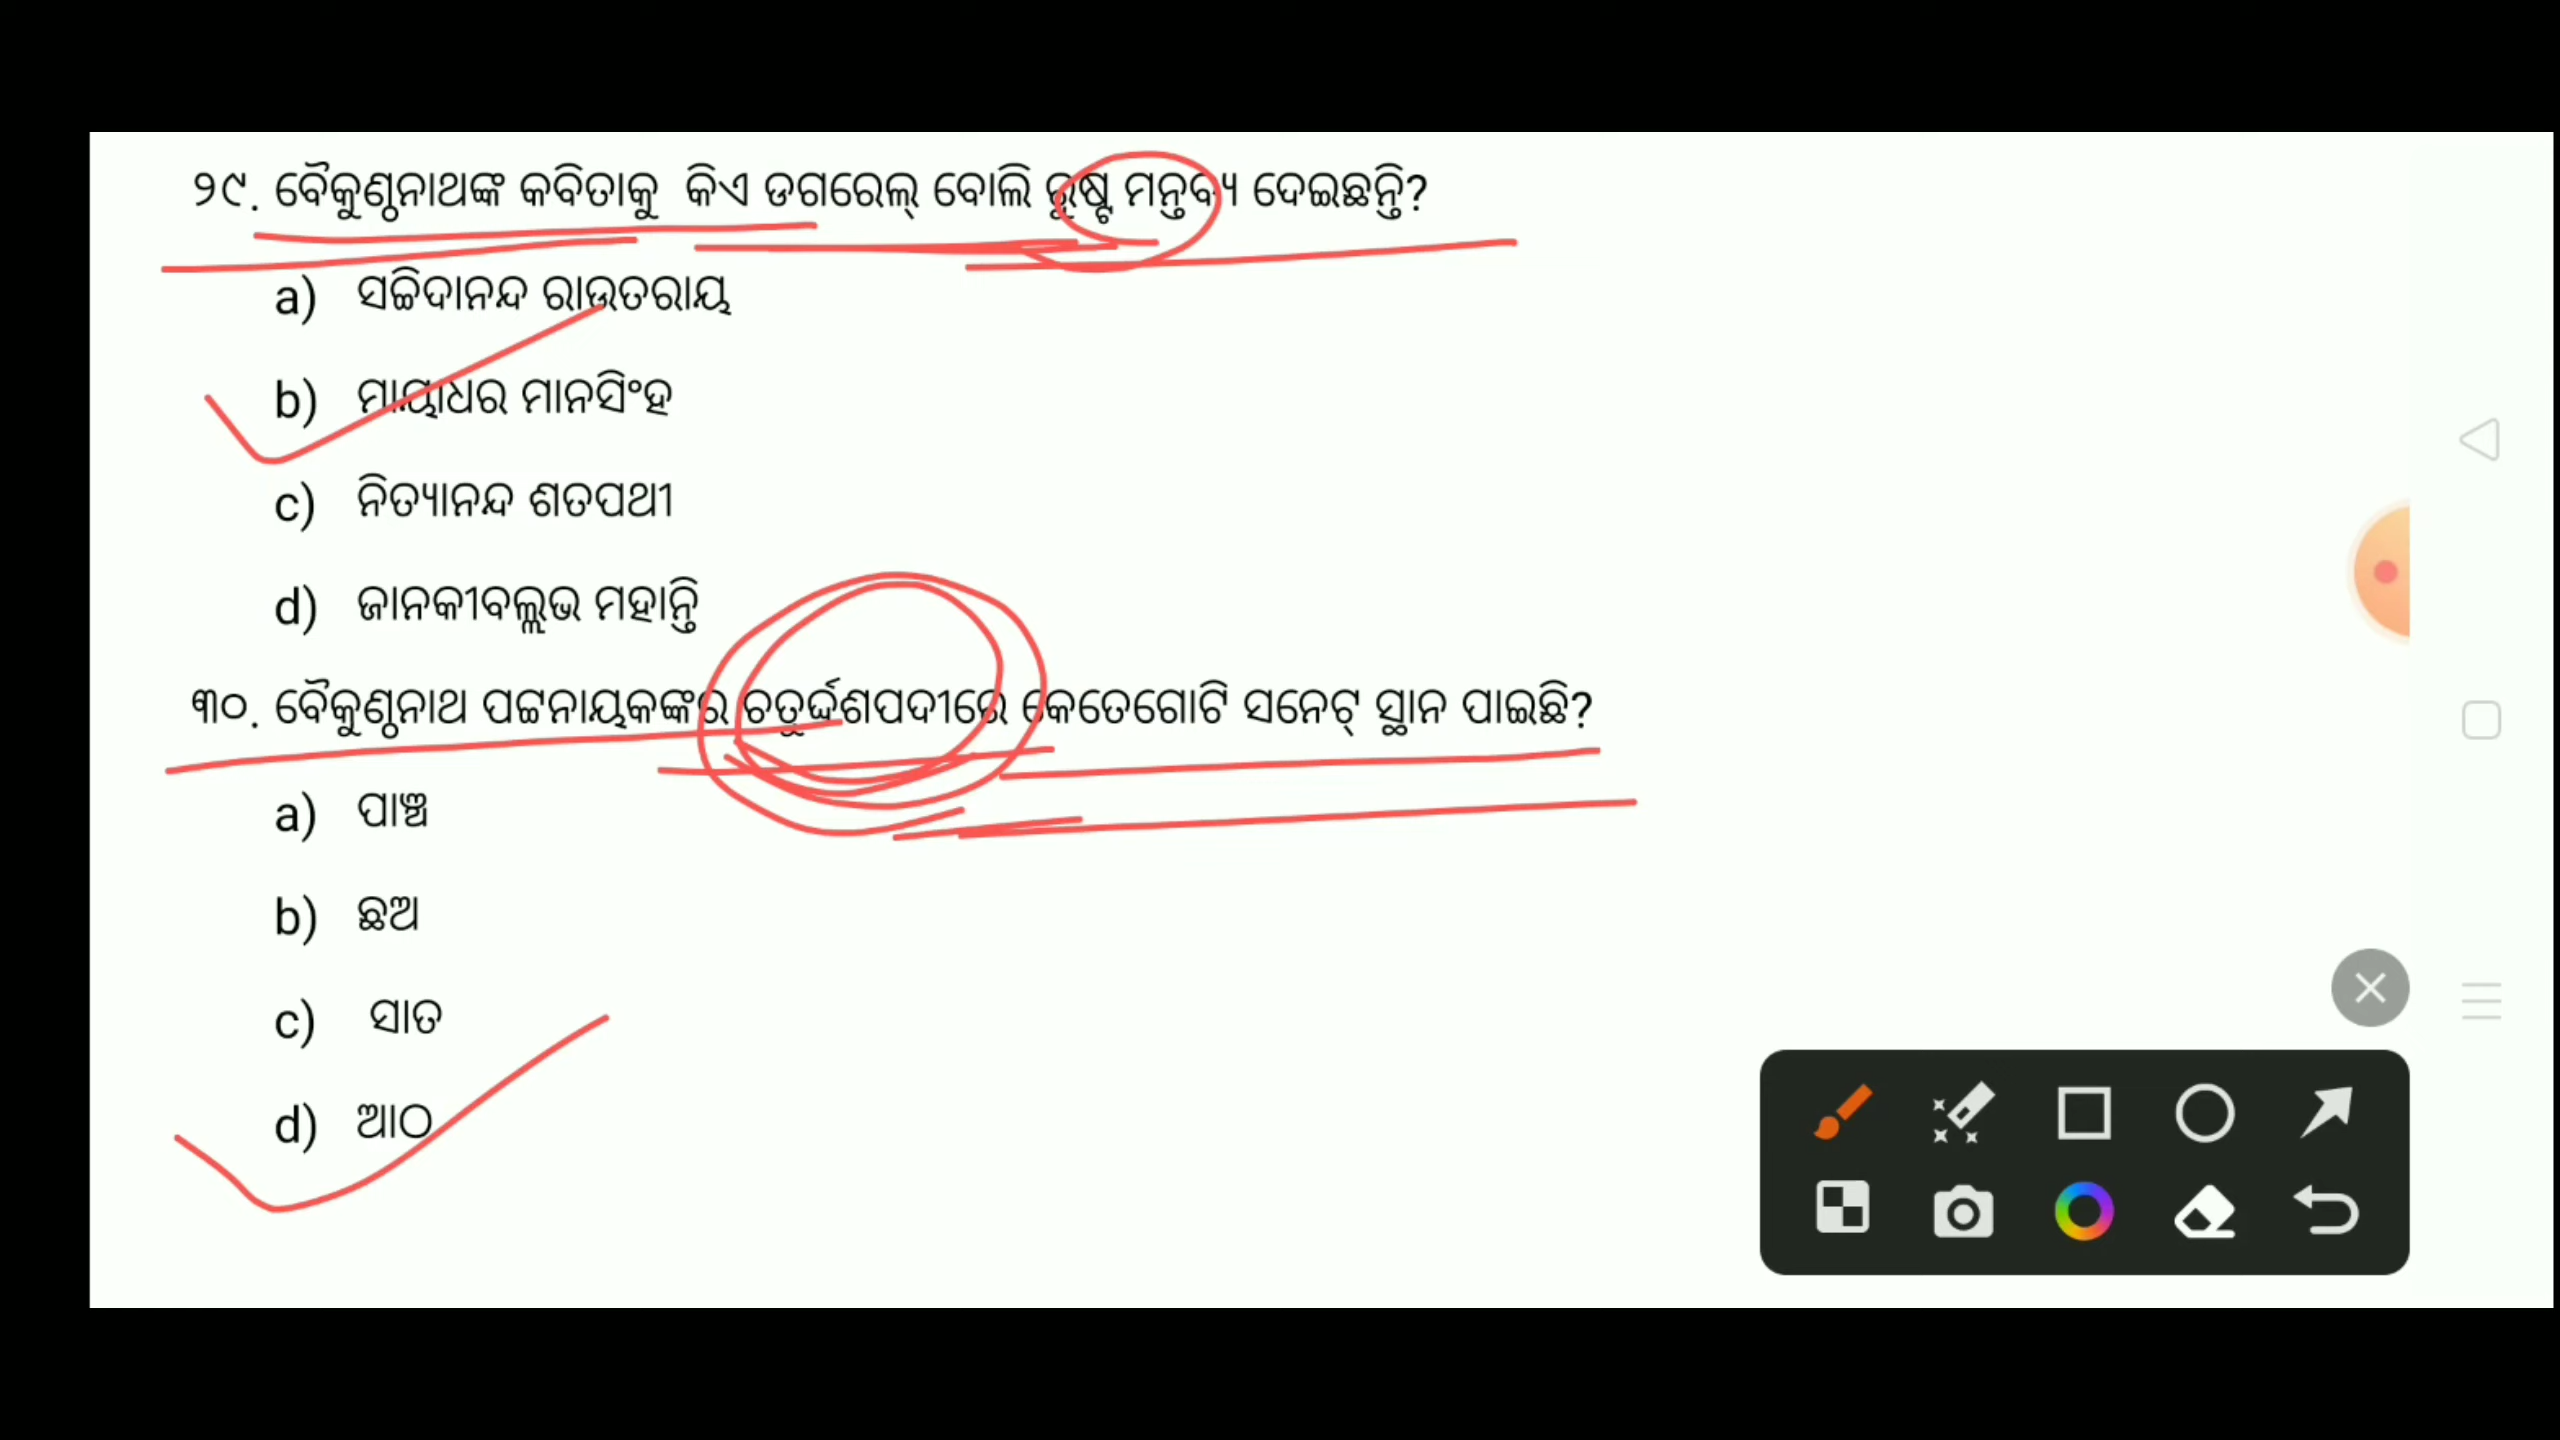 ୨୯. ବୈକୁଣ୍ଠନାଥଙ୍କ କବିତାକୁ କିଏ ଡଗରେଲ୍ ବୋଲି ରୁଷ୍ଟ ମନ୍ତବ୍ୟ ଦେଇଛନ୍ତି?
a) ସଚ୍ଚିଦାନନ୍ଦ ରାଉତରାୟ
b) ମାୟାଧର ମାନସିଂହ
c) ନିତ୍ୟାନନ୍ଦ ଶତପଥୀ
d) ଜାନକୀବଲ୍ଲଭ ମହାନ୍ତି
୩୦. ବୈକୁଣ୍ଠନାଥ ପଟ୍ଟନାୟକଙ୍କର ଚତୁର୍ଦ୍ଦଶପଦୀରେ କେତେଗୋଟି ସନେଟ୍ ସ୍ଥାନ ପାଇଛି?
a) ପାଞ୍ଚ
b) ଛଅ
c) ସାତ
d) ଆଠ